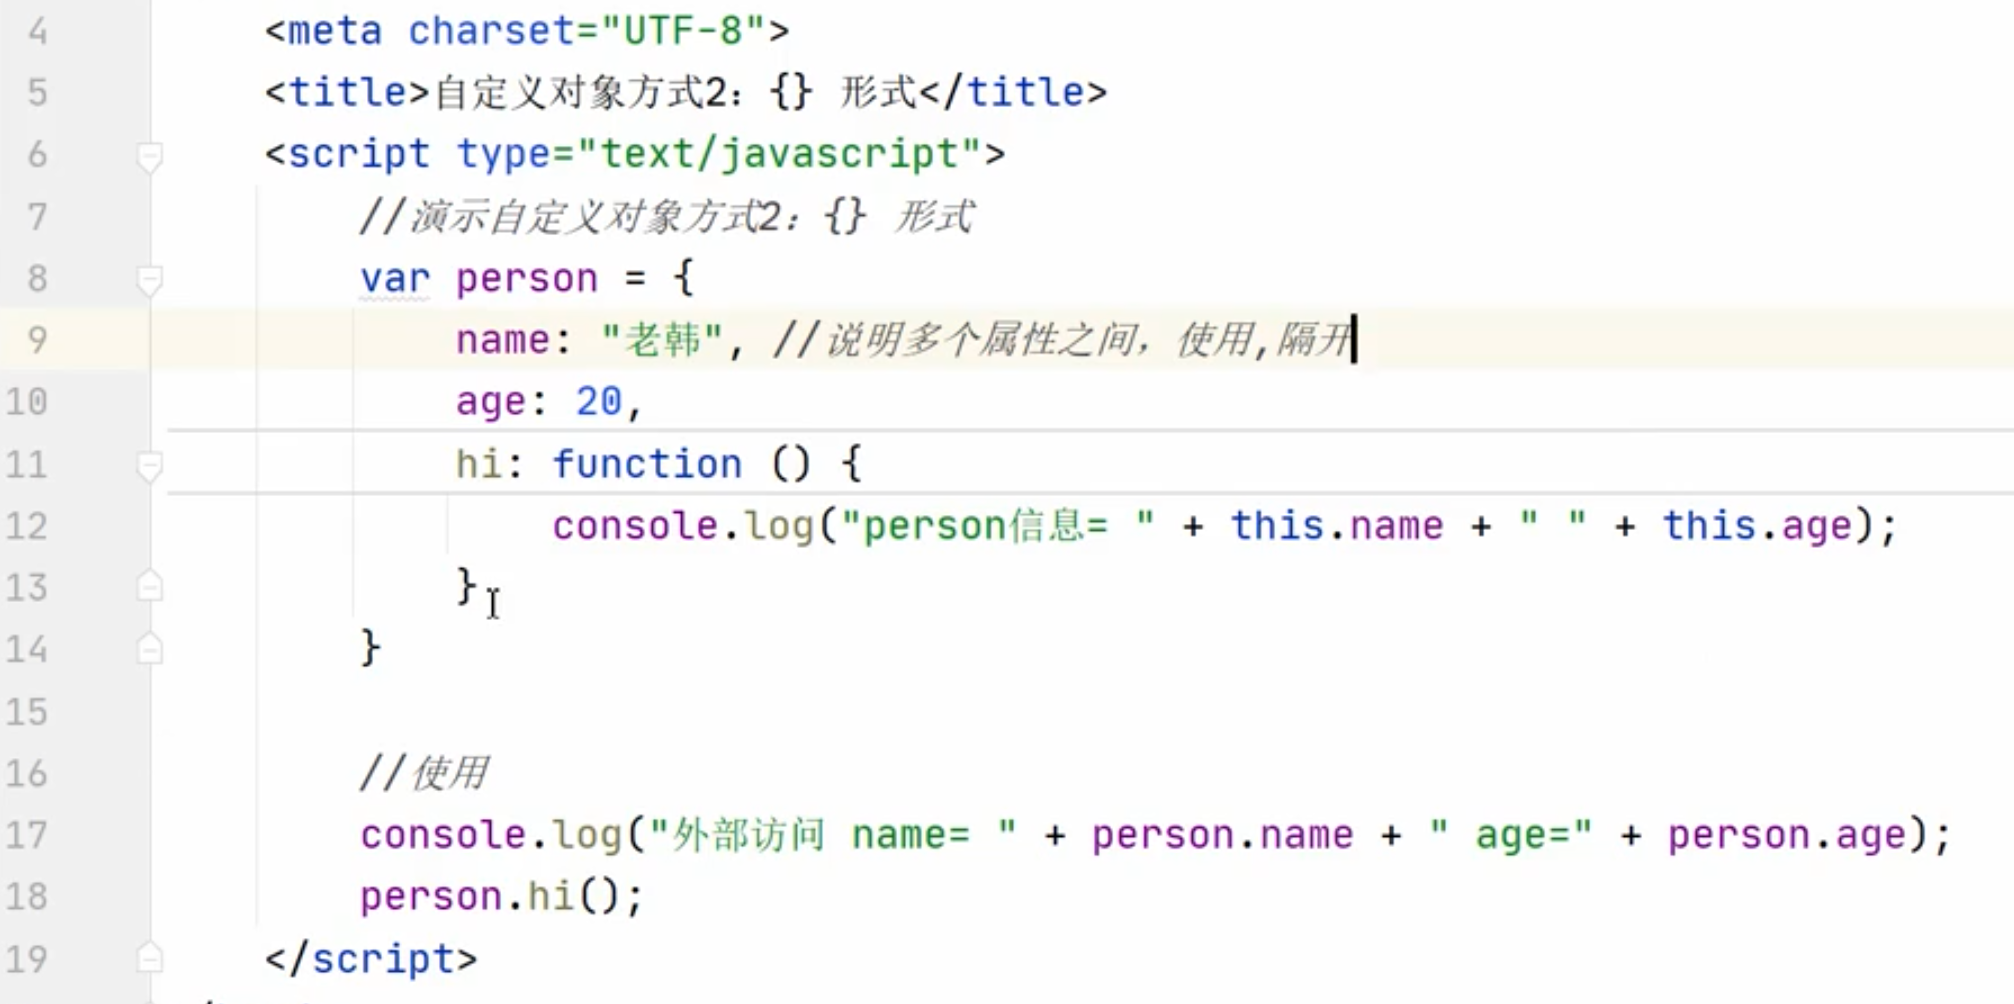 4 <meta charset="UTF-8">
5 <title>自定义对象方式2：{} 形式</title>
6 <script type="text/javascript">
7 //演示自定义对象方式2：{} 形式
8 var person = {
9 name: "老韩", //说明多个属性之间，使用,隔开
10 age: 20,
11 hi: function () {
12 console.log("person信息= " + this.name + " " + this.age);
13 }
14 }
15
16 //使用
17 console.log("外部访问 name= " + person.name + " age=" + person.age);
18 person.hi();
19 </script>